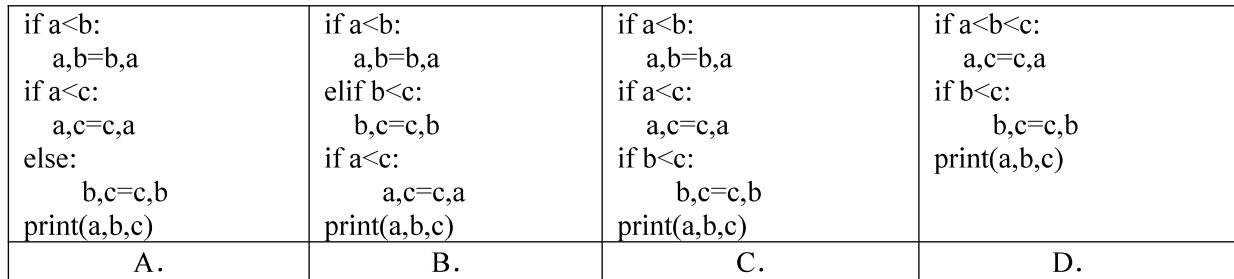 if a<b:
a,b=b,a
if a<c:
a,c=c,a
else:
b,c=c,b
print(a,b,c)
if a<b:
a,b=b,a
elif b<c:
b,c=c,b
if a<c:
a,c=c,a
print(a,b,c)
if a<b:
a,b=b,a
if a<c:
a,c=c,a
if b<c:
b,c=c,b
print(a,b,c)
if a<b<c:
a,c=c,a
if b<c:
b,c=c,b
print(a,b,c)
A.
B.
C.
D.